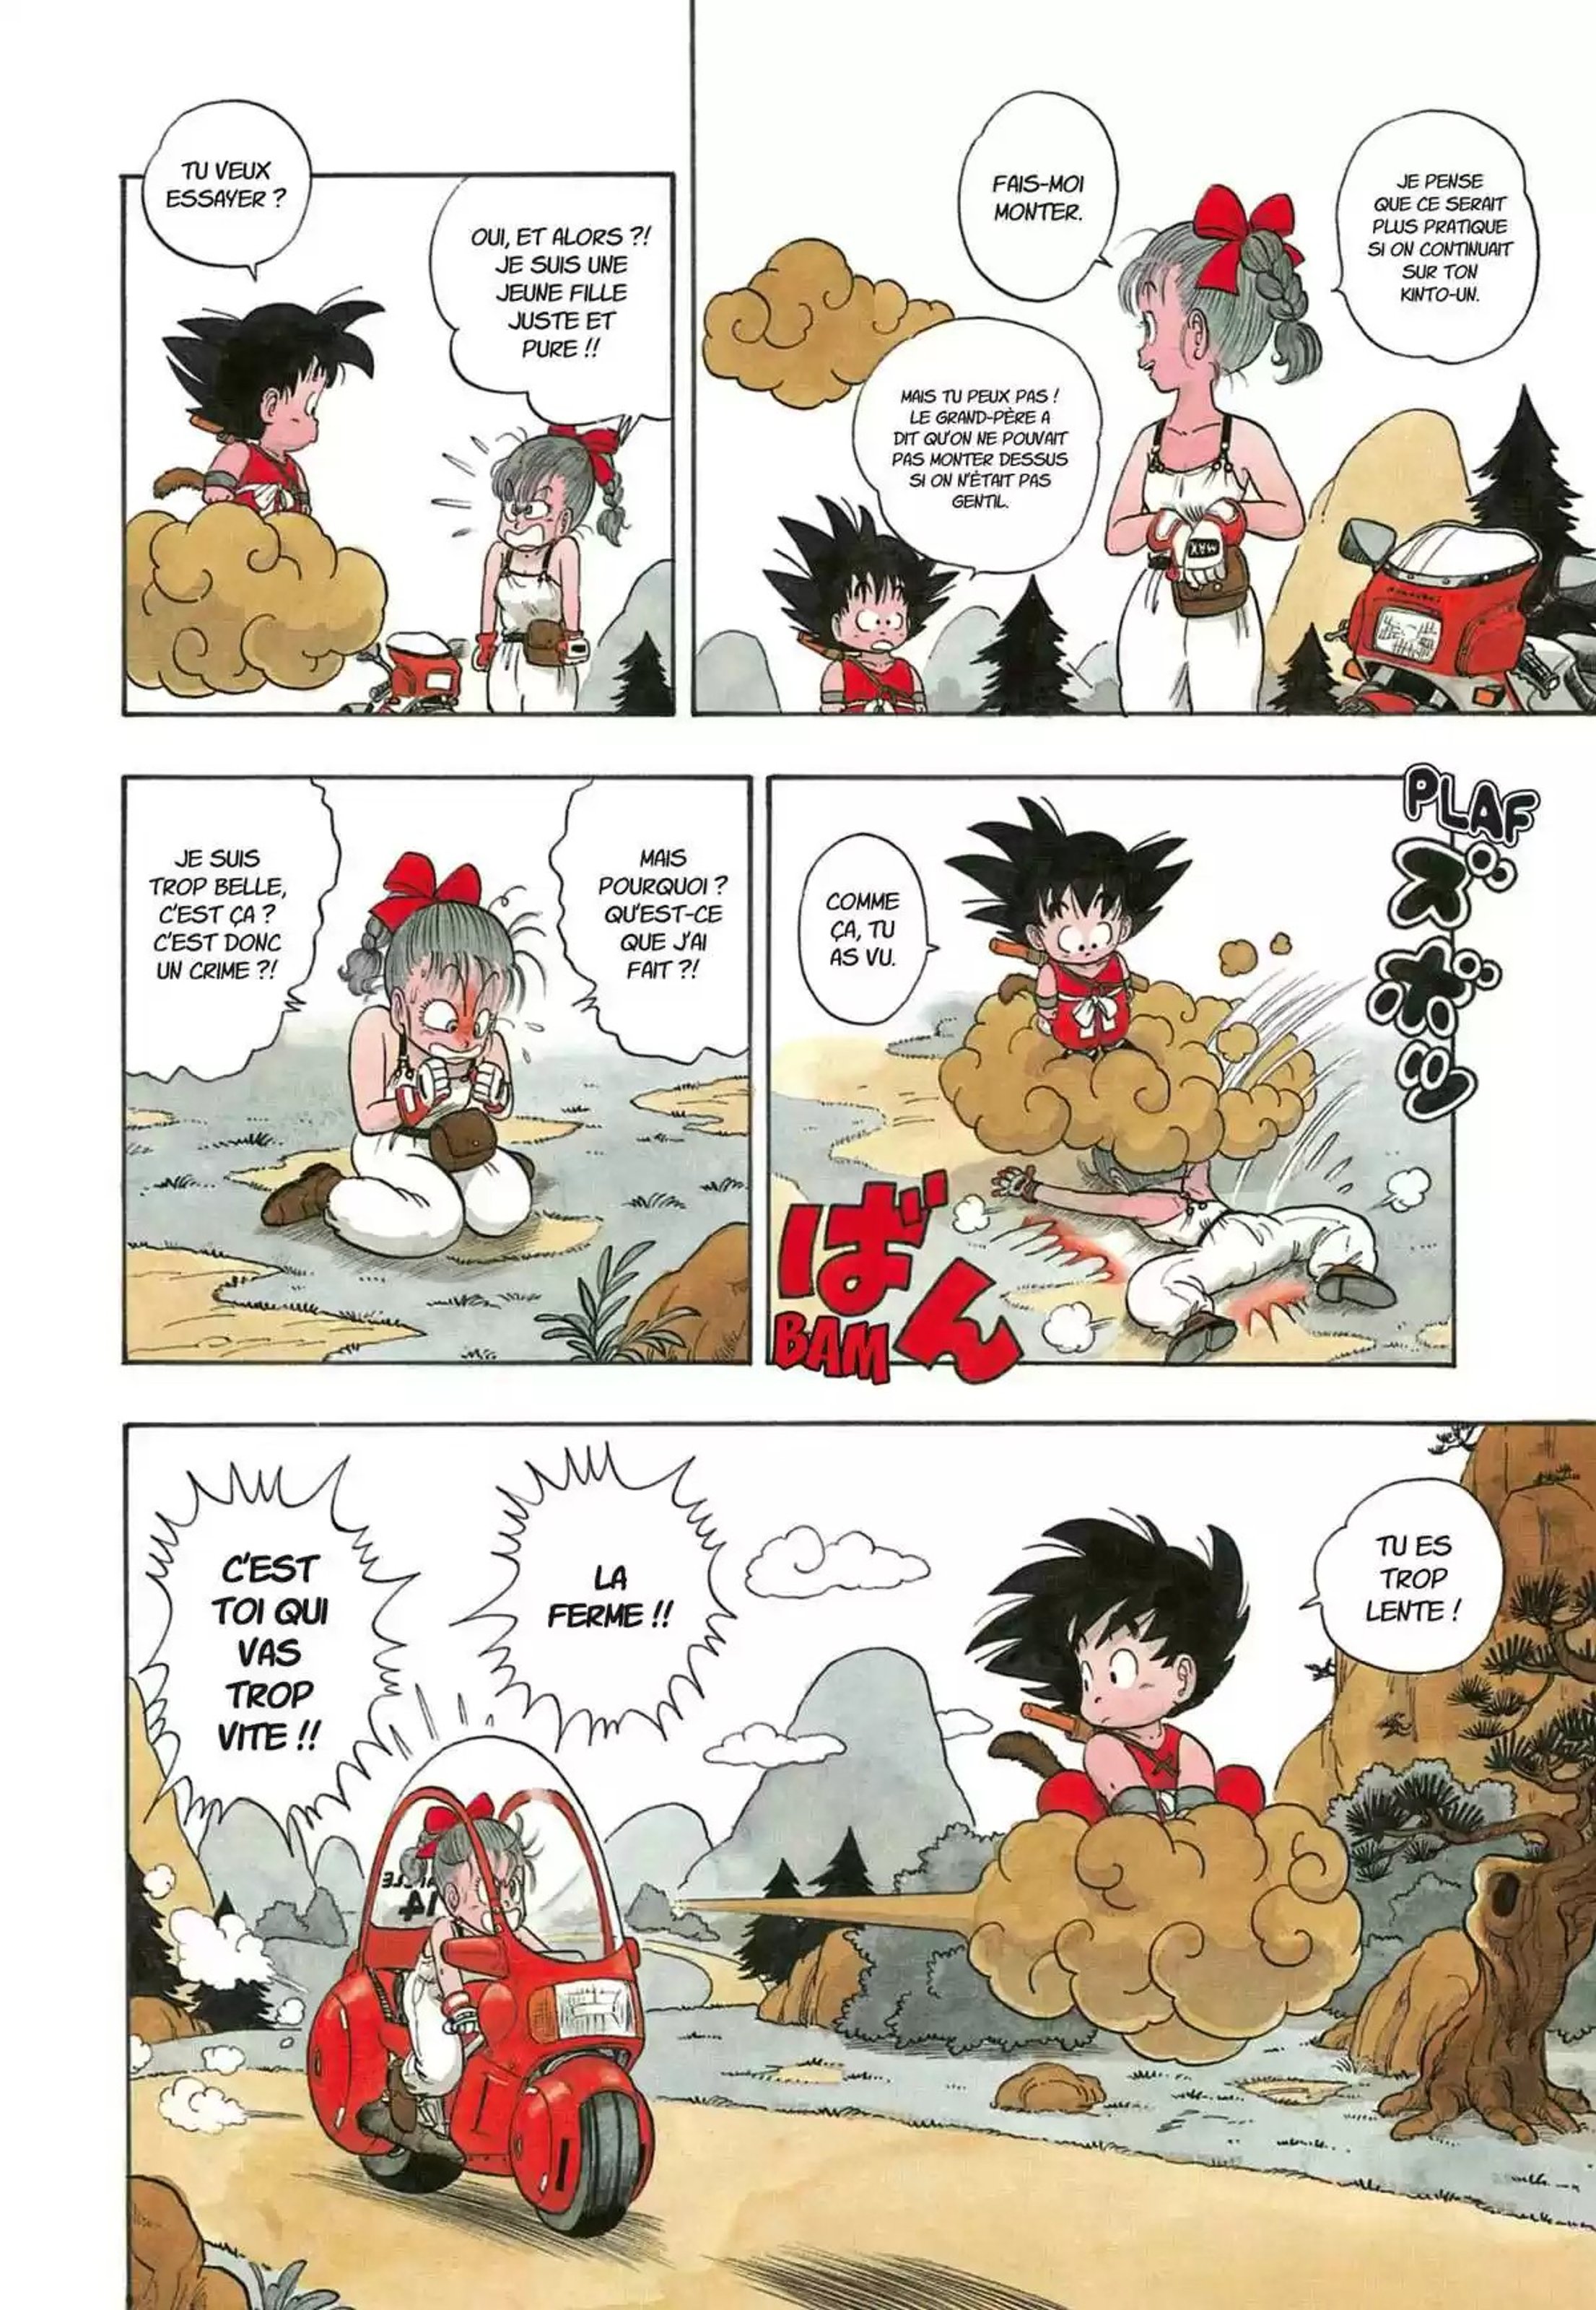 JE PENSE
QUE CE SERAIT
PLUS PRATIQUE
SI ON CONTINUAIT
SUR TON
KINTO-UN.
FAIS-MOI
MONTER.
MAIS TU PEUX PAS !
LE GRAND-PÈRE A
DIT QU'ON NE POUVAIT
PAS MONTER DESSUS
SI ON N'ÉTAIT PAS
GENTIL.
MAX
OUI, ET ALORS ?!
JE SUIS UNE
JEUNE FILLE
JUSTE ET
PURE !!
TU VEUX
ESSAYER ?
PLAF
ズボッ
COMME
ÇA, TU
AS VU.
ばん
BAM
MAIS
POURQUOI ?
QU'EST-CE
QUE J'AI
FAIT ?!
JE SUIS
TROP BELLE,
C'EST ÇA ?
C'EST DONC
UN CRIME ?!
TU ES
TROP
LENTE !
LA
FERME !!
C'EST
TOI QUI
VAS
TROP
VITE !!